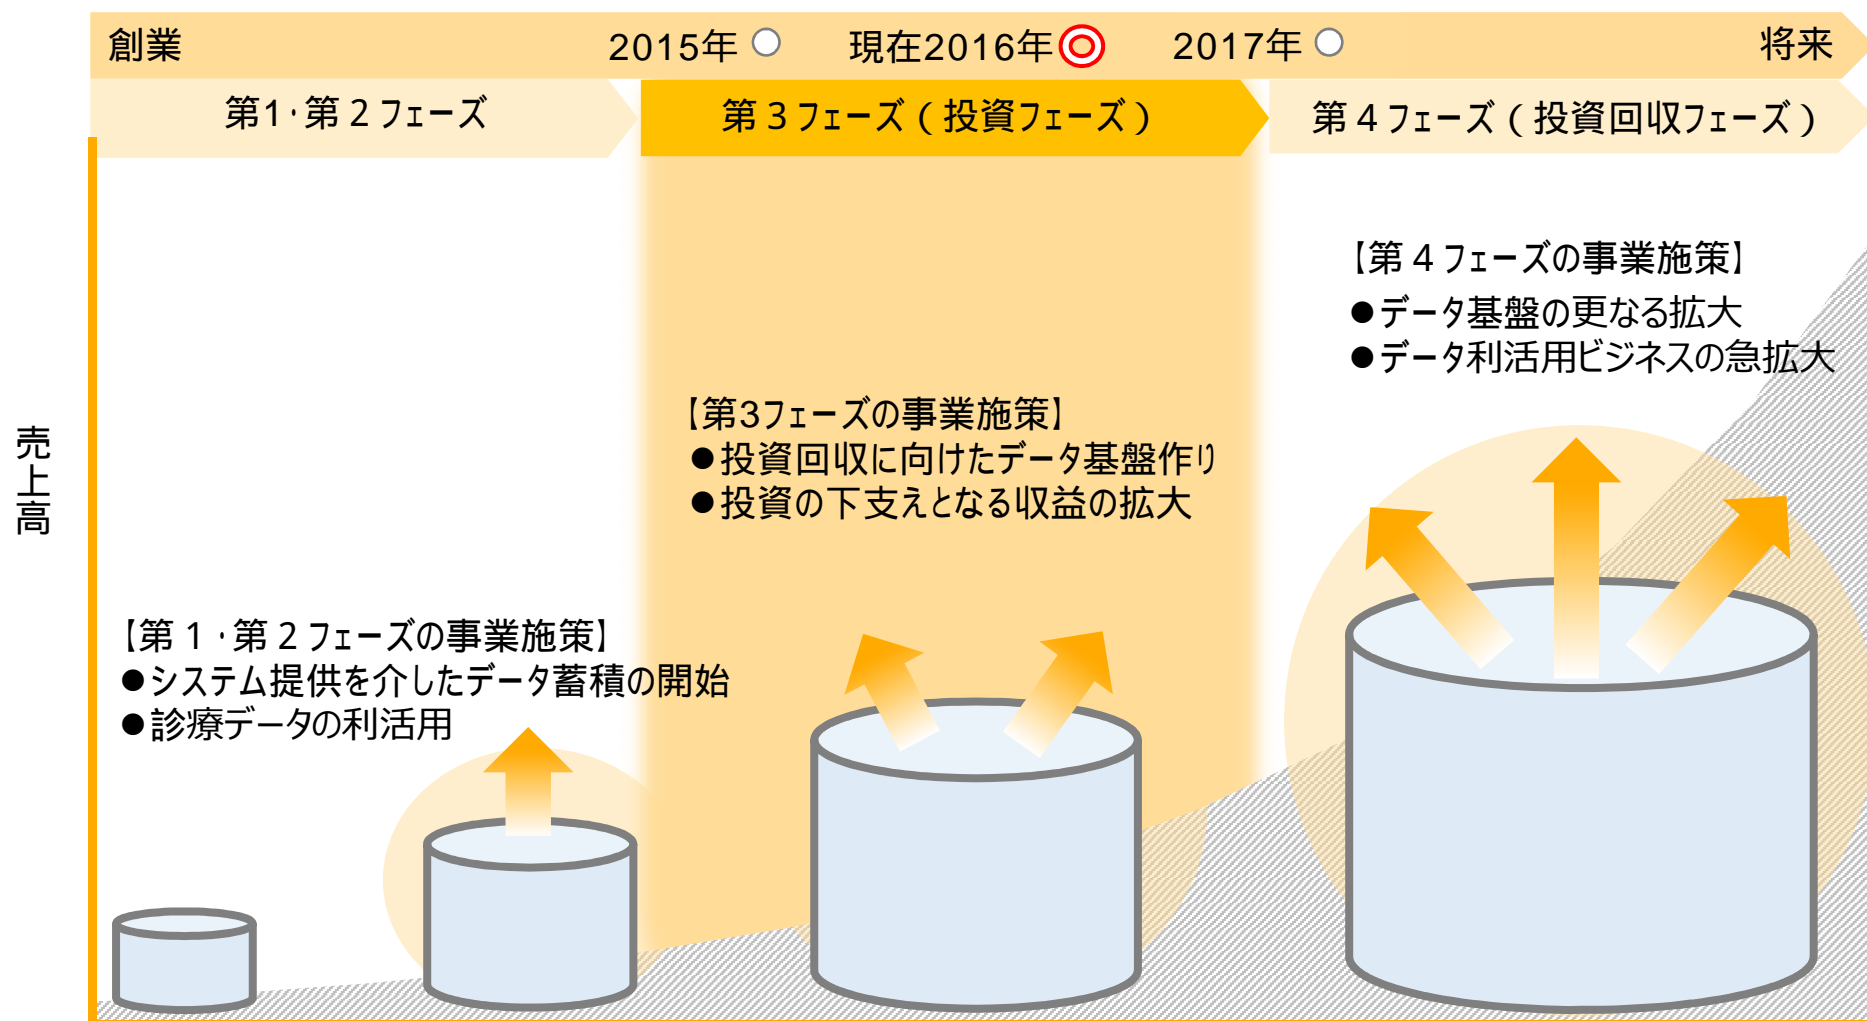 創業 2015年 現在2016年 2017年 将来
第1・第２フェーズ 第３フェーズ（投資フェーズ） 第４フェーズ（投資回収フェーズ）
売上高
【第１・第２フェーズの事業施策】
●システム提供を介したデータ蓄積の開始
●診療データの利活用
【第3フェーズの事業施策】
●投資回収に向けたデータ基盤作り
●投資の下支えとなる収益の拡大
【第４フェーズの事業施策】
●データ基盤の更なる拡大
●データ利活用ビジネスの急拡大